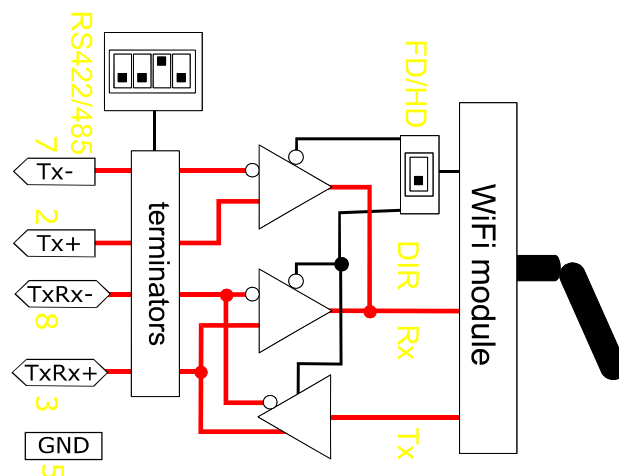 RS422/485
FD/HD
7
Tx-
2
Tx+
TxRx-
8
TxRx+
3
GND
5
terminators
DIR
Rx
Tx
WiFi module